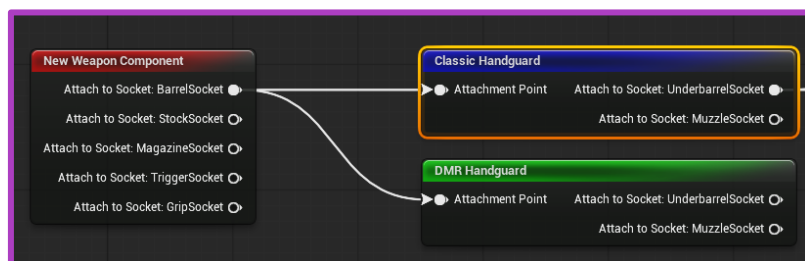 New Weapon Component
Attach to Socket: BarrelSocket
Attach to Socket: StockSocket
Attach to Socket: MagazineSocket
Attach to Socket: TriggerSocket
Attach to Socket: GripSocket
Classic Handguard
Attachment Point Attach to Socket: UnderbarrelSocket
Attach to Socket: MuzzleSocket
DMR Handguard
Attachment Point Attach to Socket: UnderbarrelSocket
Attach to Socket: MuzzleSocket